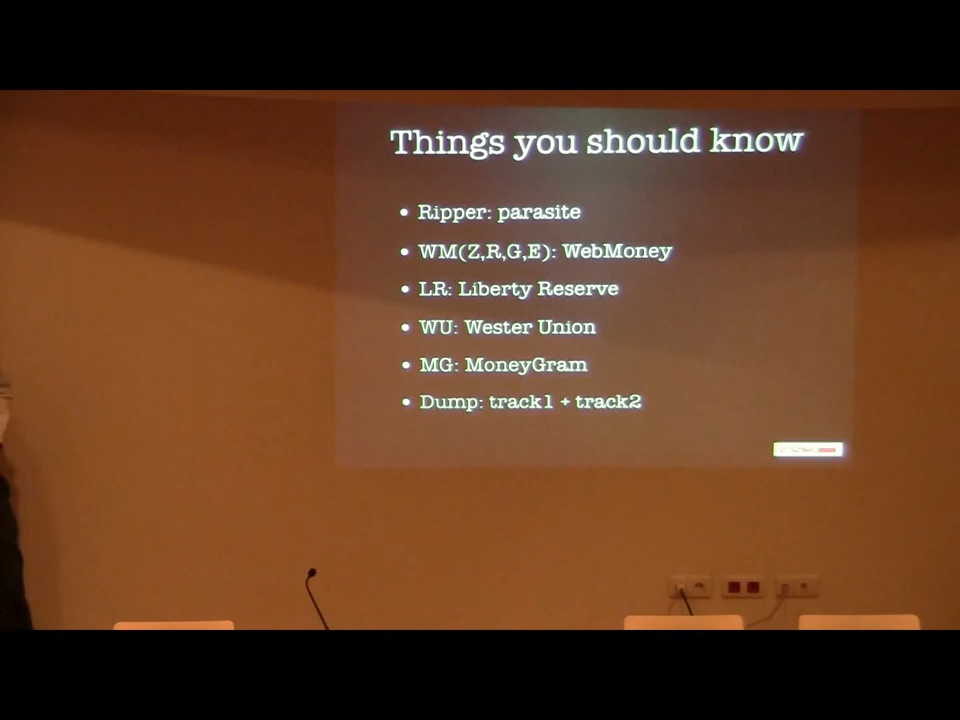 Things you should know
• Ripper: parasite
• WM(Z,R,G,E): WebMoney
• LR: Liberty Reserve
• WU: Wester Union
• MG: MoneyGram
• Dump: track1 + track2